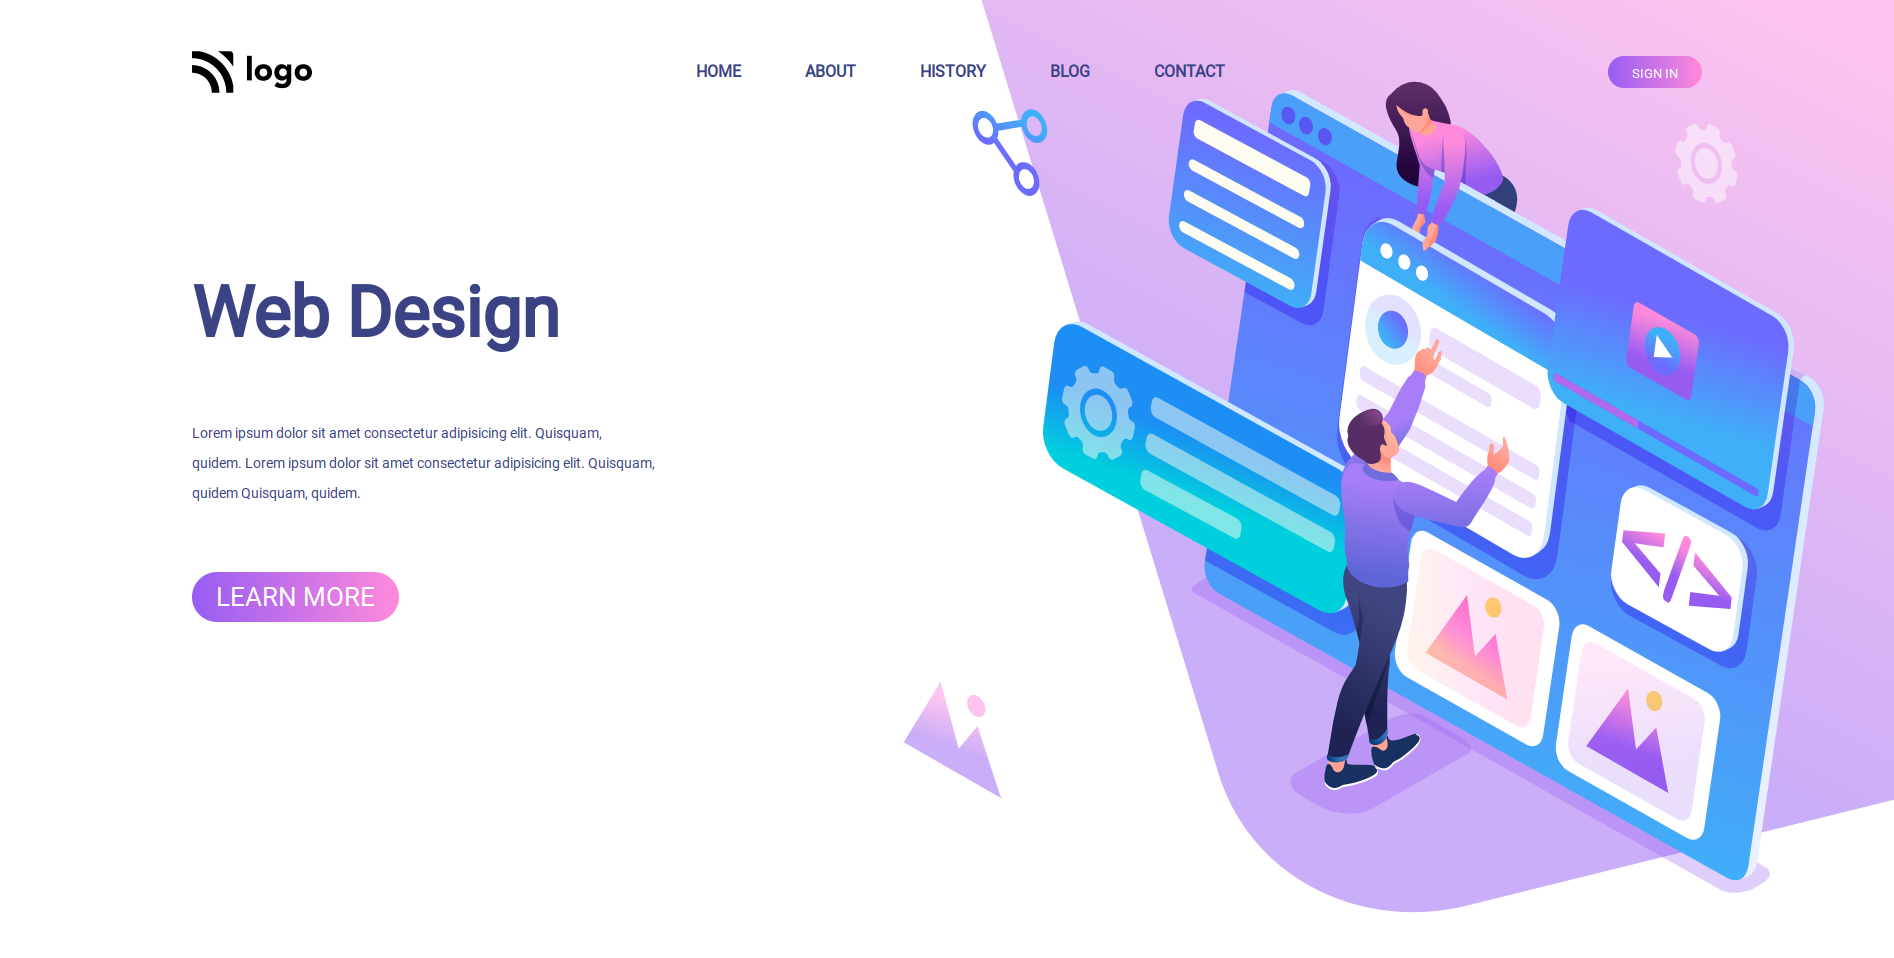 logo
HOME ABOUT HISTORY BLOG CONTACT
SIGN IN
Web Design
Lorem ipsum dolor sit amet consectetur adipisicing elit. Quisquam,
quidem. Lorem ipsum dolor sit amet consectetur adipisicing elit. Quisquam,
quidem Quisquam, quidem.
LEARN MORE
</>